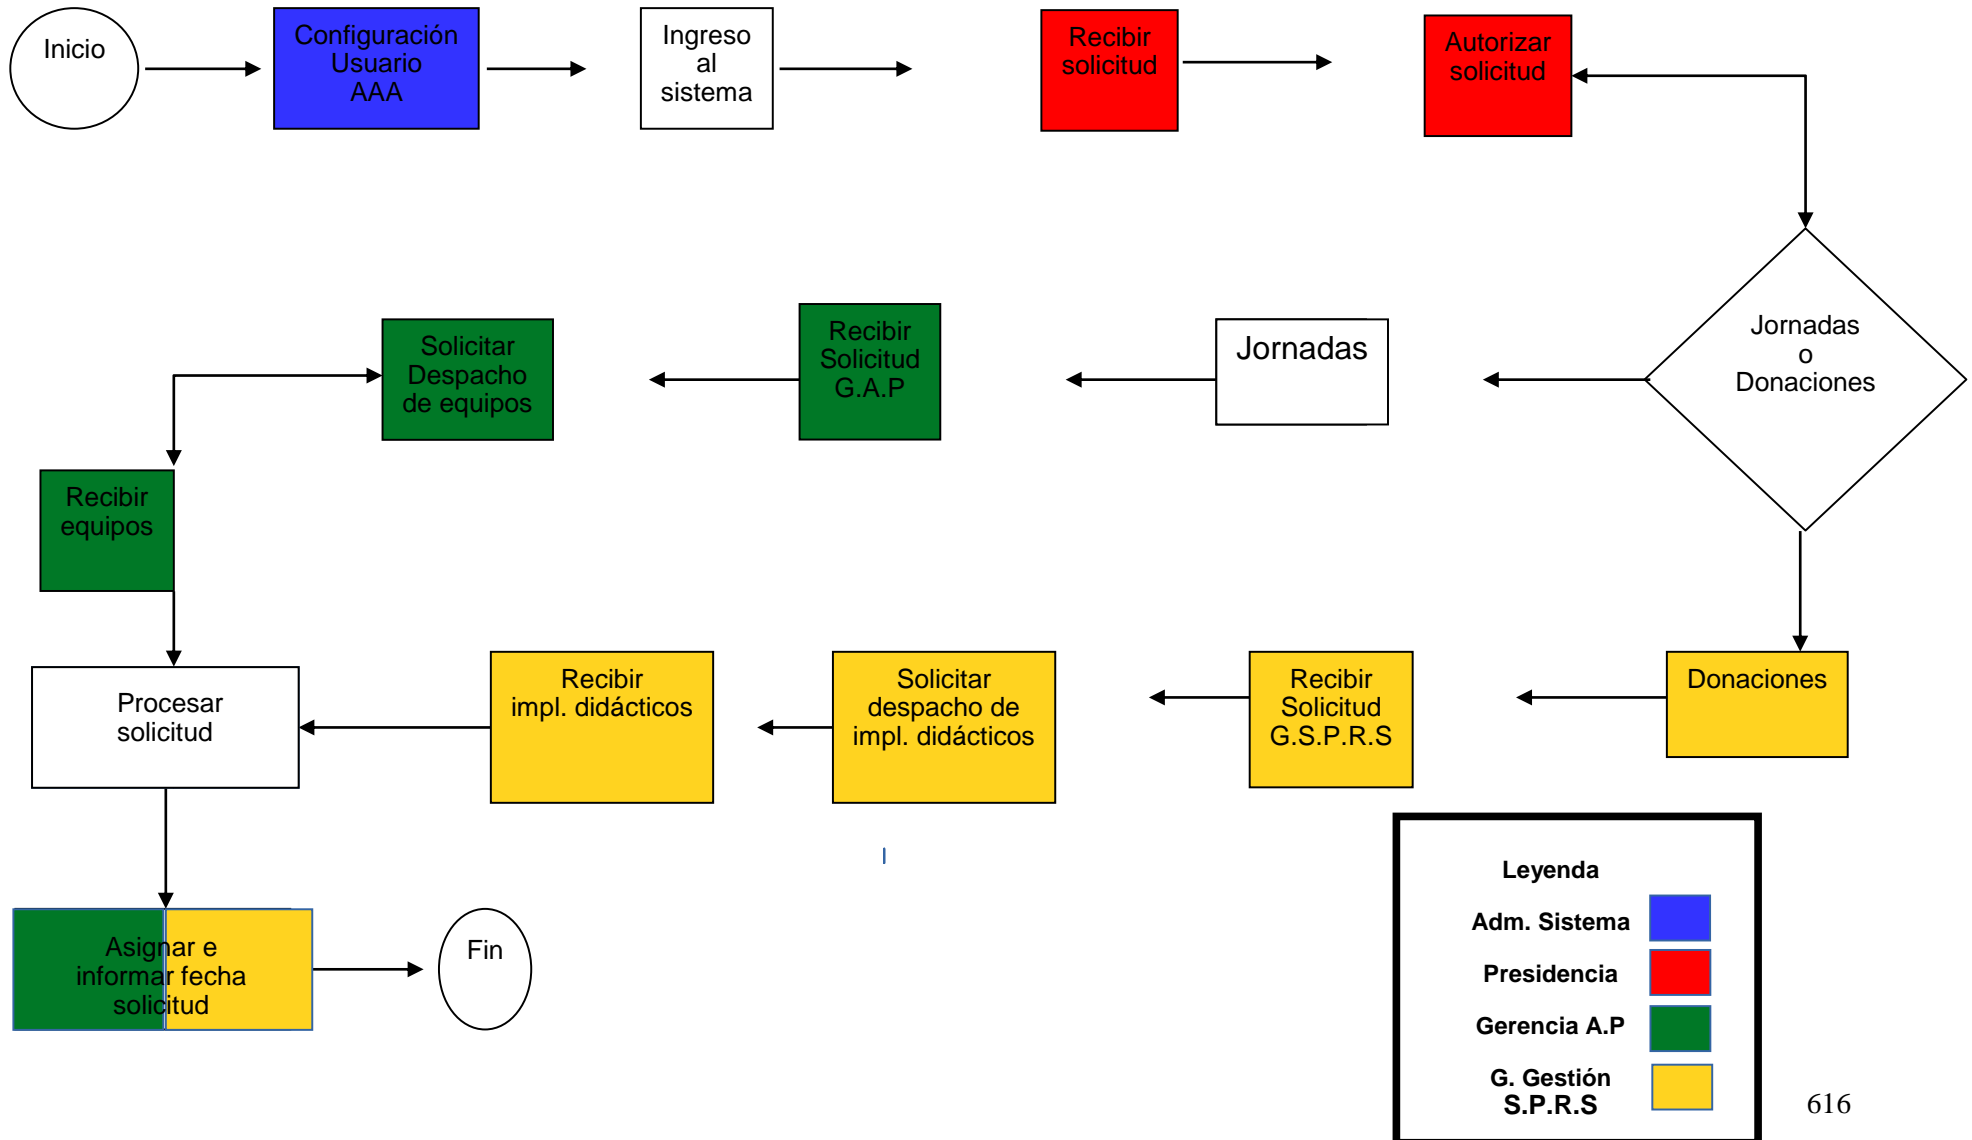 Inicio
Configuración
Usuario
AAA
Ingreso
al
sistema
Recibir
solicitud
Autorizar
solicitud
Jornadas
o
Donaciones
Jornadas
Recibir
Solicitud
G.A.P
Solicitar
Despacho
de equipos
Recibir
equipos
Donaciones
Recibir
Solicitud
G.S.P.R.S
Solicitar
despacho de
impl. didácticos
Recibir
impl. didácticos
Procesar
solicitud
Asignar e
informar fecha
solicitud
Fin
Leyenda
Adm. Sistema
Presidencia
Gerencia A.P
G. Gestión
S.P.R.S
616